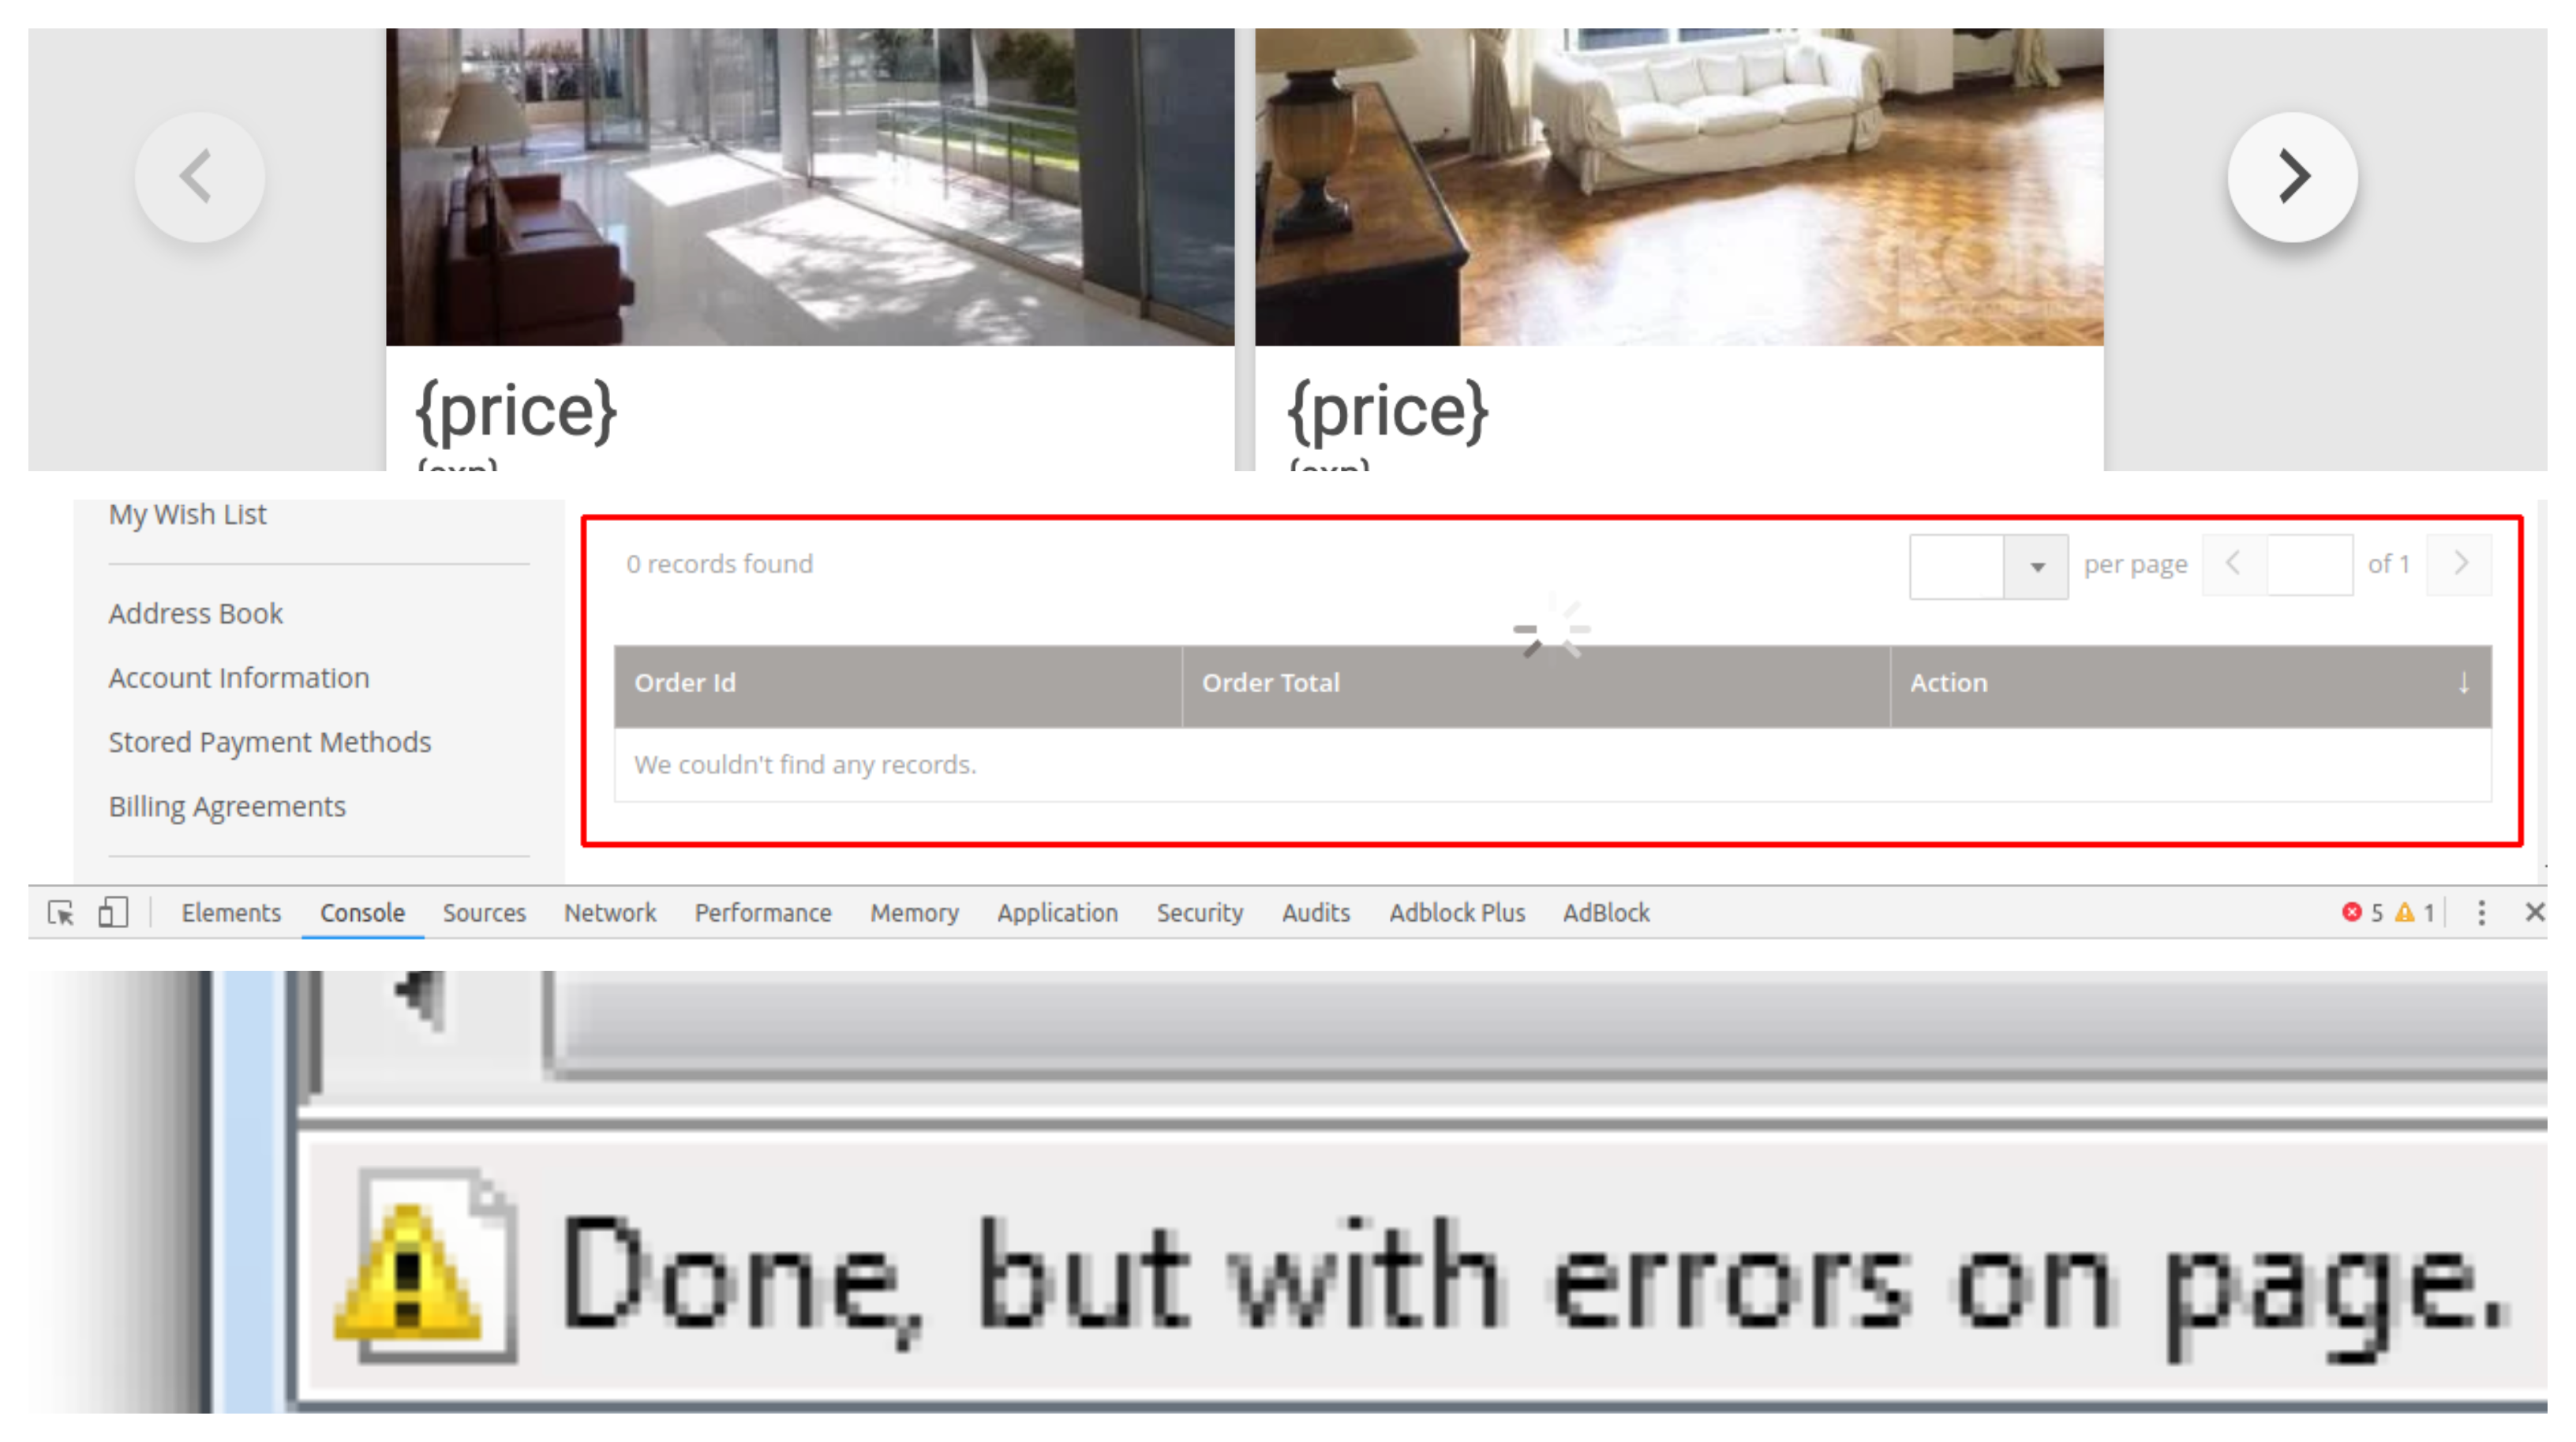 {price}
{price}
My Wish List
0 records found
per page
of 1
Address Book
Account Information
Order Id
Order Total
Action
Stored Payment Methods
We couldn't find any records.
Billing Agreements
Elements
Console
Sources
Network
Performance
Memory
Application
Security
Audits
Adblock Plus
AdBlock
5
1
Done, but with errors on page.